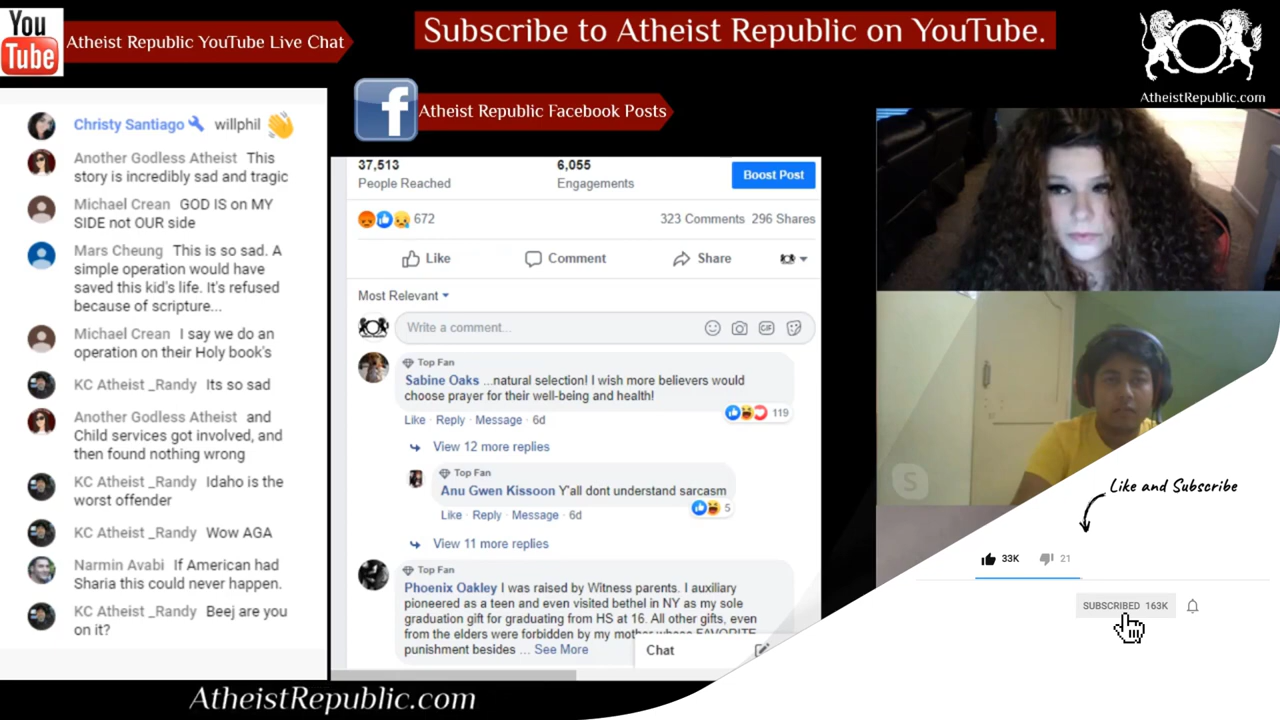 You
Tube
Atheist Republic YouTube Live Chat
Subscribe to Atheist Republic on YouTube.
AtheistRepublic.com
Atheist Republic Facebook Posts
Christy Santiago willphil
Another Godless Atheist This
story is incredibly sad and tragic
Michael Crean GOD IS on MY
SIDE not OUR side
Mars Cheung This is so sad. A
simple operation would have
saved this kid's life. It's refused
because of scripture...
Michael Crean I say we do an
operation on their Holy book's
KC Atheist _Randy Its so sad
Another Godless Atheist and
Child services got involved, and
then found nothing wrong
KC Atheist _Randy Idaho is the
worst offender
KC Atheist _Randy Wow AGA
Narmin Avabi If American had
Sharia this could never happen.
KC Atheist _Randy Beej are you
on it?
37,513 6,055
People Reached Engagements
Boost Post
672 323 Comments 296 Shares
Like Comment Share
Most Relevant
Write a comment...
GIF
Top Fan
Sabine Oaks ...natural selection! I wish more believers would
choose prayer for their well-being and health!
119
Like · Reply · Message · 6d
View 12 more replies
Top Fan
Anu Gwen Kissoon Y'all dont understand sarcasm
5
Like · Reply · Message · 6d
View 11 more replies
Top Fan
Phoenix Oakley I was raised by Witness parents. I auxiliary
pioneered as a teen and even visited bethel in NY as my sole
graduation gift for graduating from HS at 16. All other gifts, even
from the elders were forbidden by my mother whose FAVORITE
punishment besides ... See More
Chat
Like and Subscribe
33K 21
SUBSCRIBED 163K
AtheistRepublic.com